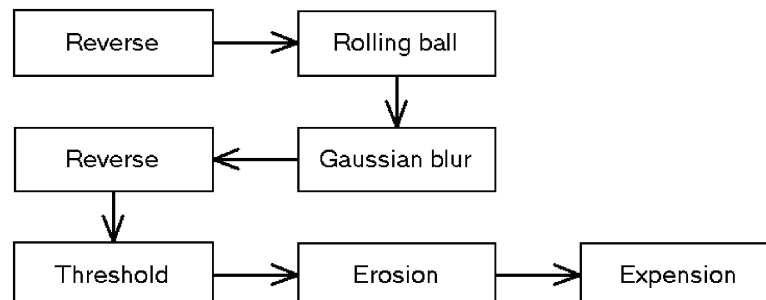 Reverse
Rolling ball
Gaussian blur
Reverse
Threshold
Erosion
Expension